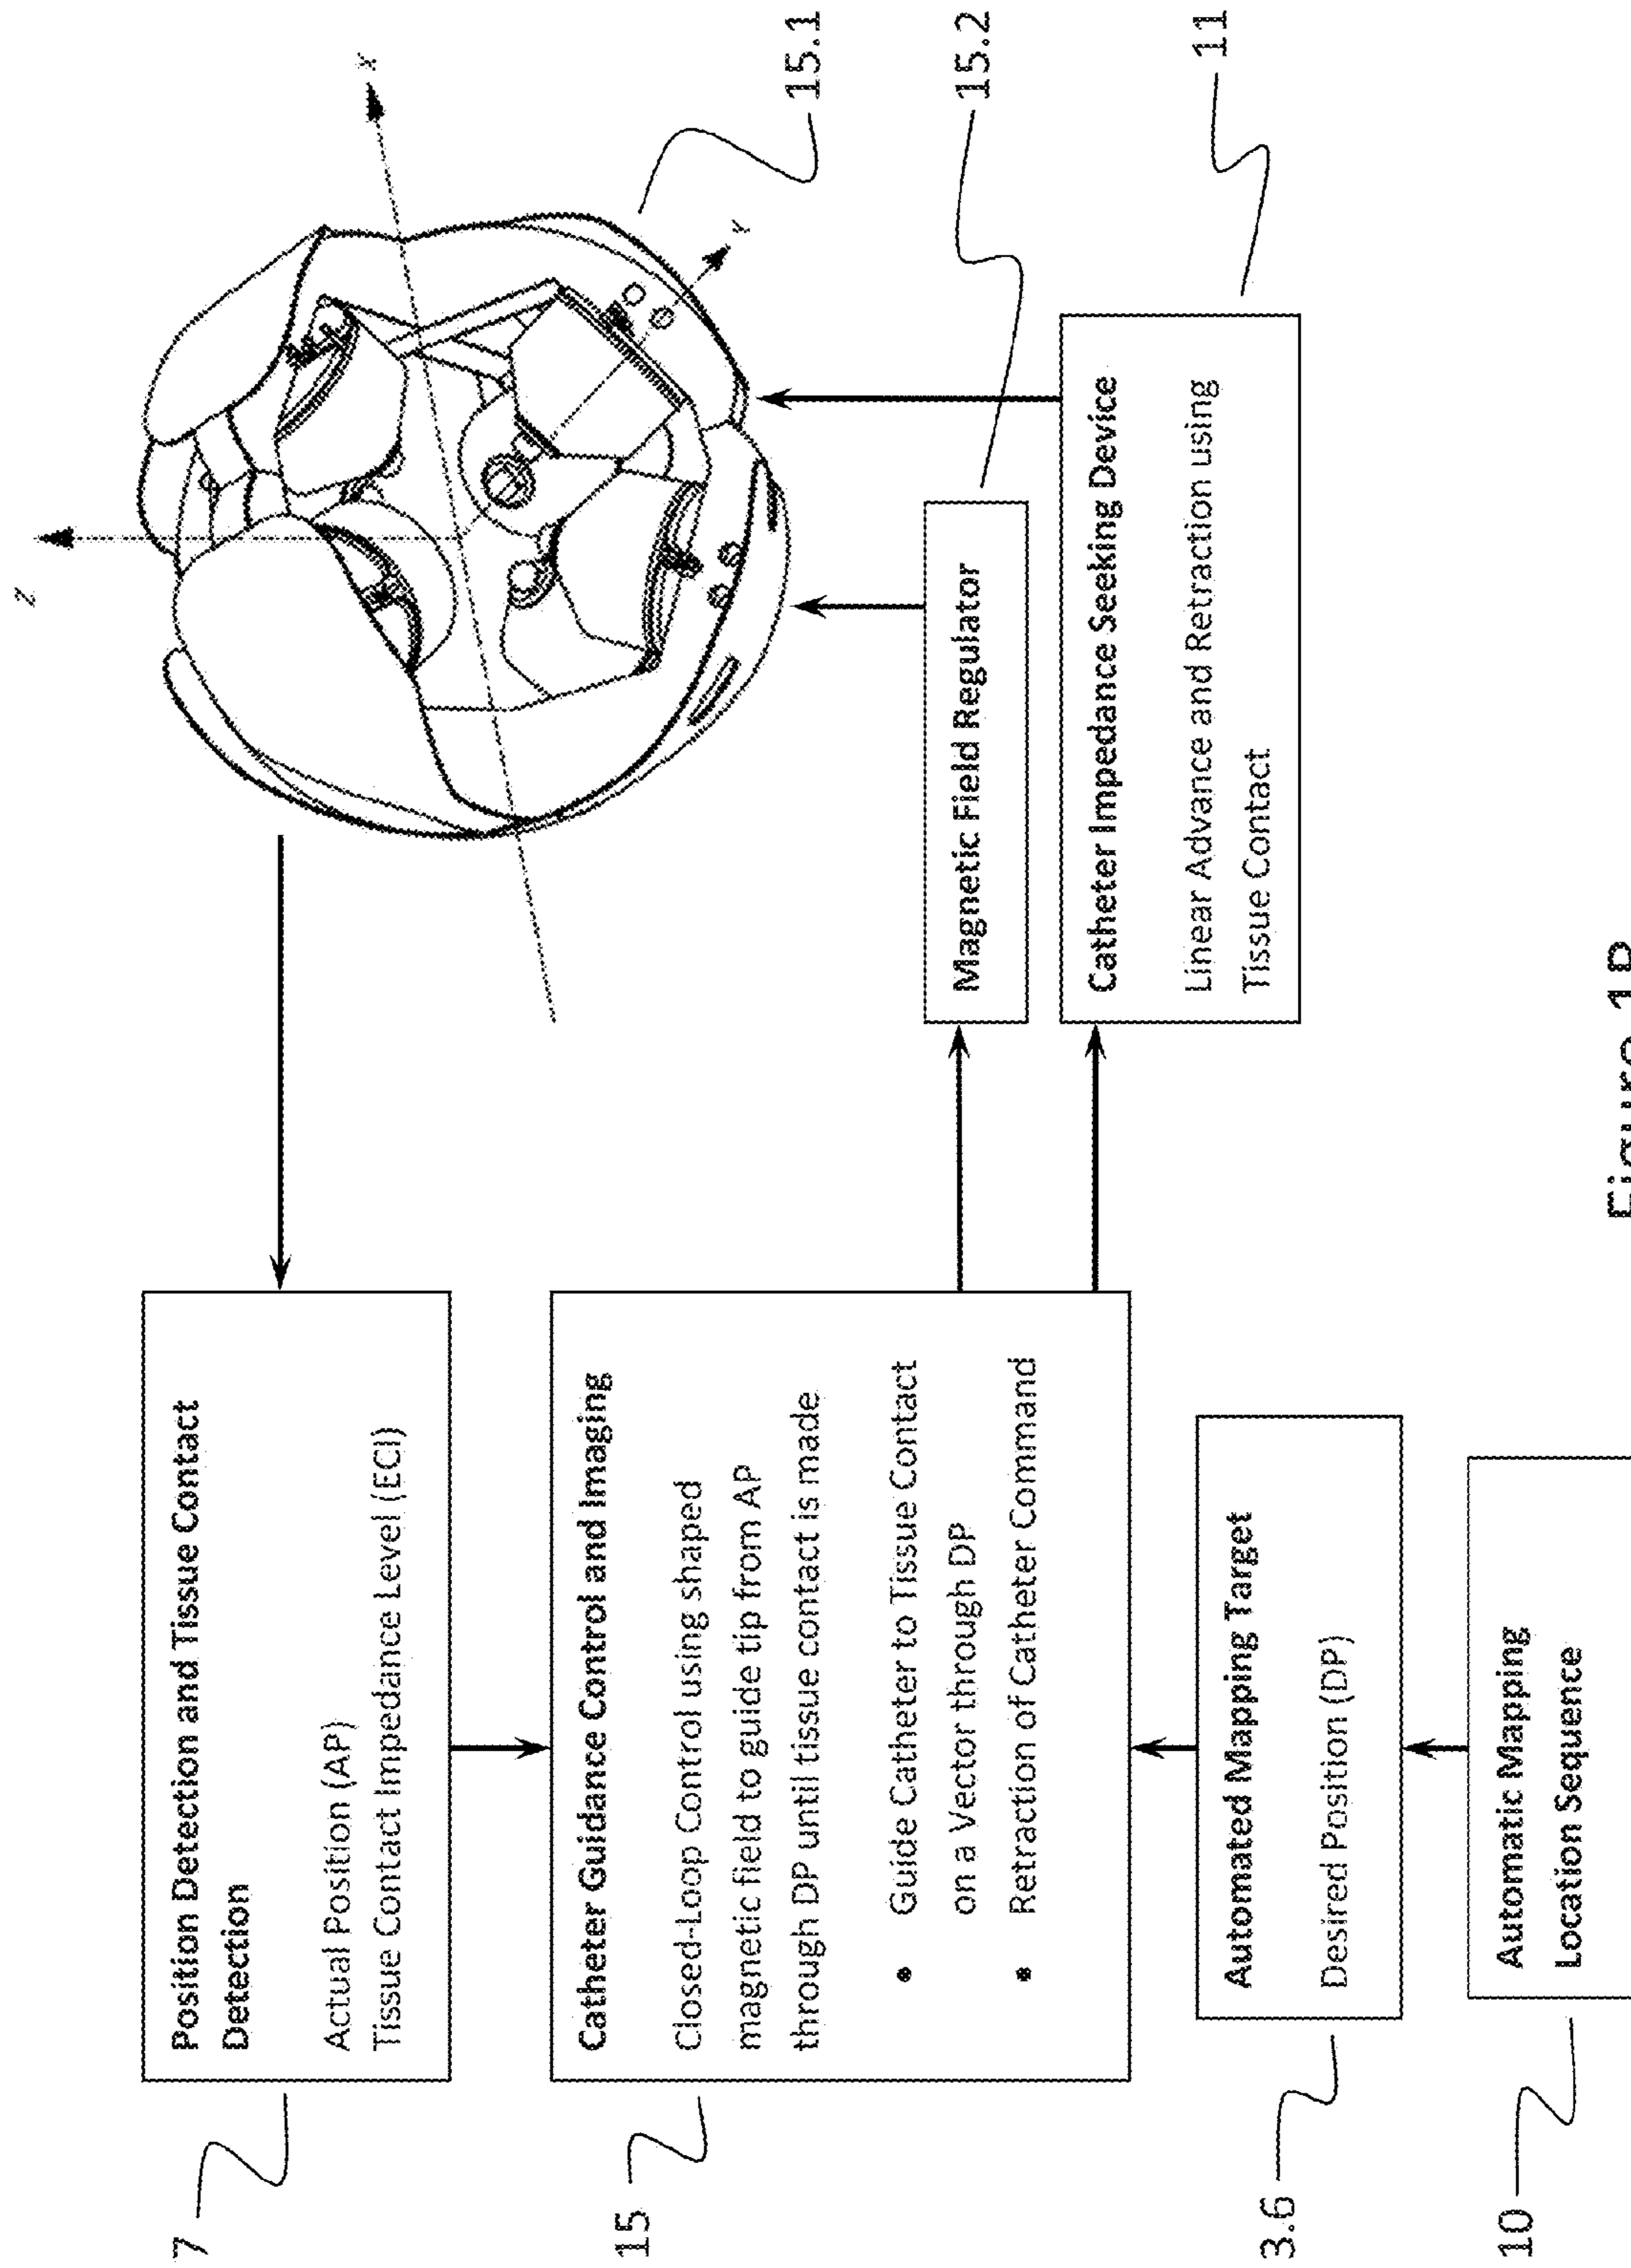 7
Position Detection and Tissue Contact
Detection
Actual Position (AP)
Tissue Contact Impedance Level (ECI)
15
Catheter Guidance Control and Imaging
Closed-Loop Control using shaped
magnetic field to guide tip from AP
through DP until tissue contact is made
• Guide Catheter to Tissue Contact
on a Vector through DP
• Retraction of Catheter Command
3.6
Automated Mapping Target
Desired Position (DP)
10
Automatic Mapping
Location Sequence
Z
X
Y
15.1
Magnetic Field Regulator
15.2
Catheter Impedance Seeking Device
Linear Advance and Retraction using
Tissue Contact
11
Figure 1B